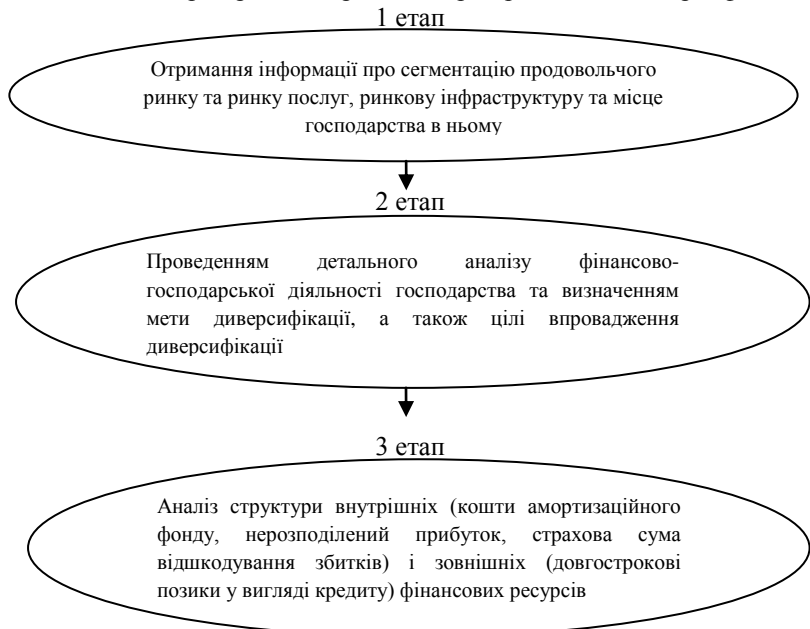 1 етап
Отримання інформації про сегментацію продовольчого
ринку та ринку послуг, ринкову інфраструктуру та місце
господарства в ньому
2 етап
Проведенням детального аналізу фінансово-
господарської діяльності господарства та визначенням
мети диверсифікації, а також цілі впровадження
диверсифікації
3 етап
Аналіз структури внутрішніх (кошти амортизаційного
фонду, нерозподілений прибуток, страхова сума
відшкодування збитків) і зовнішніх (довгострокові
позики у вигляді кредиту) фінансових ресурсів